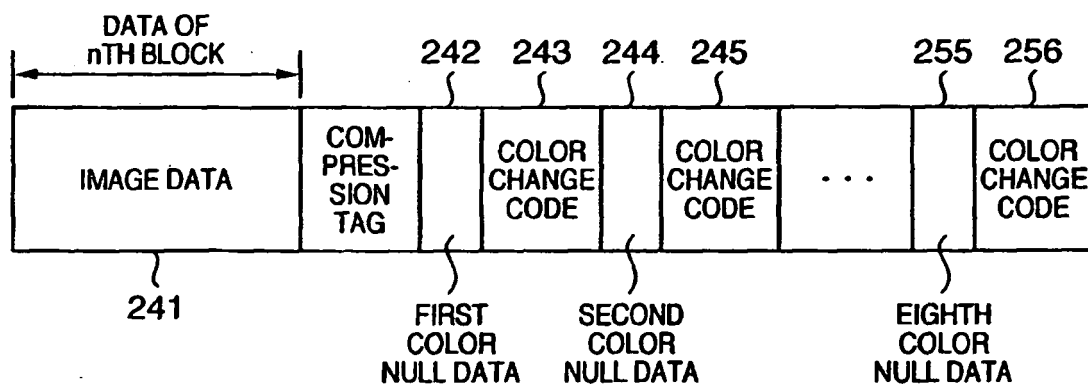 DATA OF
nTH BLOCK
242 243 244 245 255 256
IMAGE DATA
COM-
PRES-
SION
TAG
COLOR
CHANGE
CODE
COLOR
CHANGE
CODE
. . .
COLOR
CHANGE
CODE
241
FIRST
COLOR
NULL DATA
SECOND
COLOR
NULL DATA
EIGHTH
COLOR
NULL DATA